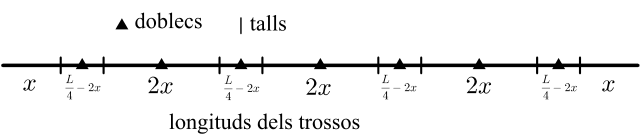 ▲ doblecs | talls
x L/4 − 2x 2x L/4 − 2x 2x L/4 − 2x 2x L/4 − 2x x
longituds dels trossos